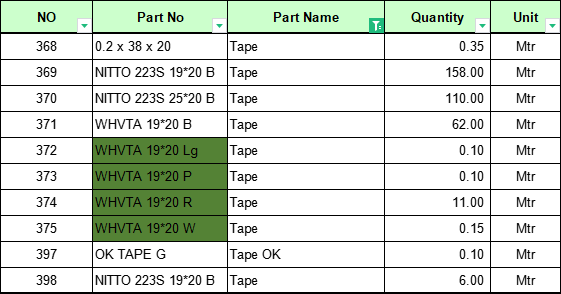 NO Part No Part Name Quantity Unit
368 0.2 x 38 x 20 Tape 0.35 Mtr
369 NITTO 223S 19*20 B Tape 158.00 Mtr
370 NITTO 223S 25*20 B Tape 110.00 Mtr
371 WHVTA 19*20 B Tape 62.00 Mtr
372 WHVTA 19*20 Lg Tape 0.10 Mtr
373 WHVTA 19*20 P Tape 0.10 Mtr
374 WHVTA 19*20 R Tape 11.00 Mtr
375 WHVTA 19*20 W Tape 0.15 Mtr
397 OK TAPE G Tape OK 0.10 Mtr
398 NITTO 223S 19*20 B Tape 6.00 Mtr